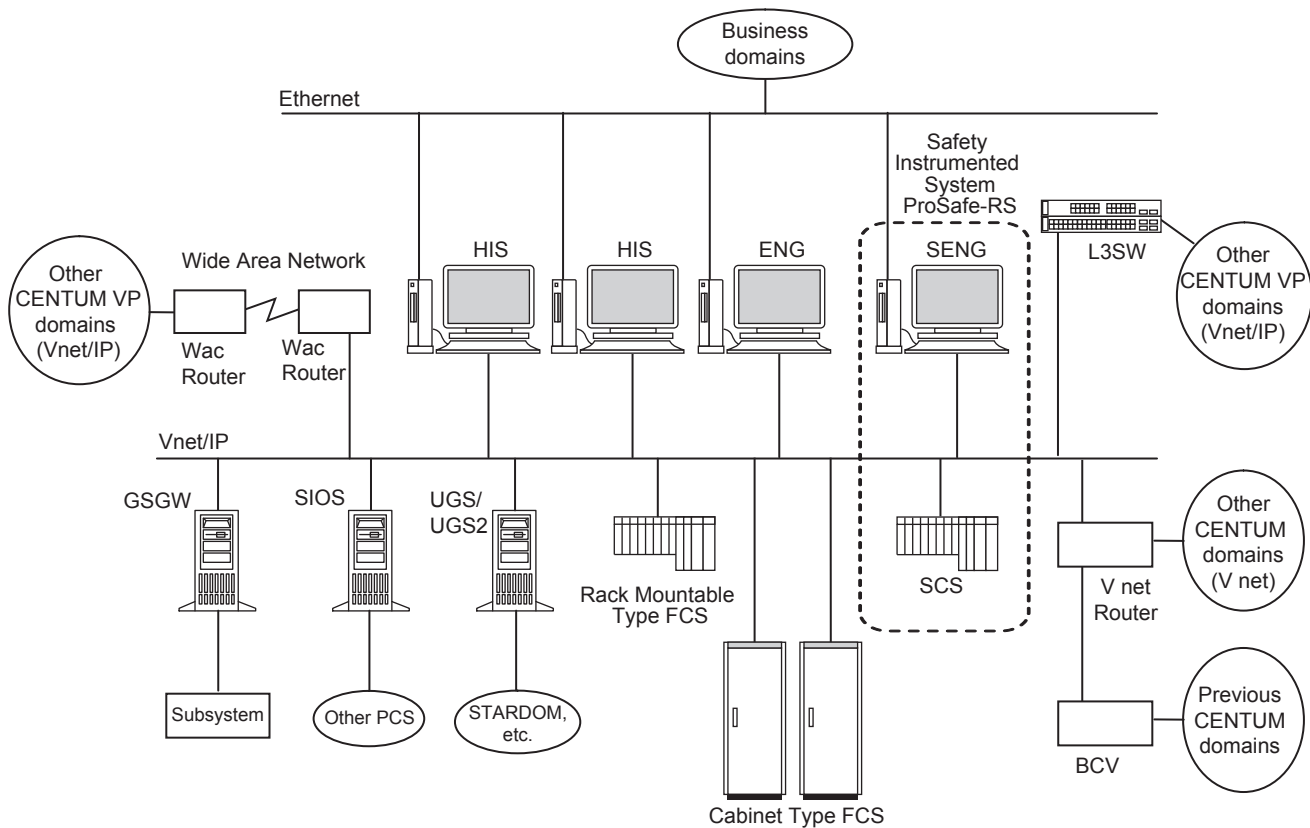 Business
domains
Ethernet
Safety
Instrumented
System
ProSafe-RS
HIS
HIS
ENG
SENG
L3SW
Other
CENTUM VP
domains
(Vnet/IP)
Wide Area Network
Wac
Router
Wac
Router
Other
CENTUM VP
domains
(Vnet/IP)
Vnet/IP
GSGW
SIOS
UGS/
UGS2
Rack Mountable
Type FCS
SCS
V net
Router
Other
CENTUM
domains
(V net)
Subsystem
Other PCS
STARDOM,
etc.
Cabinet Type FCS
BCV
Previous
CENTUM
domains